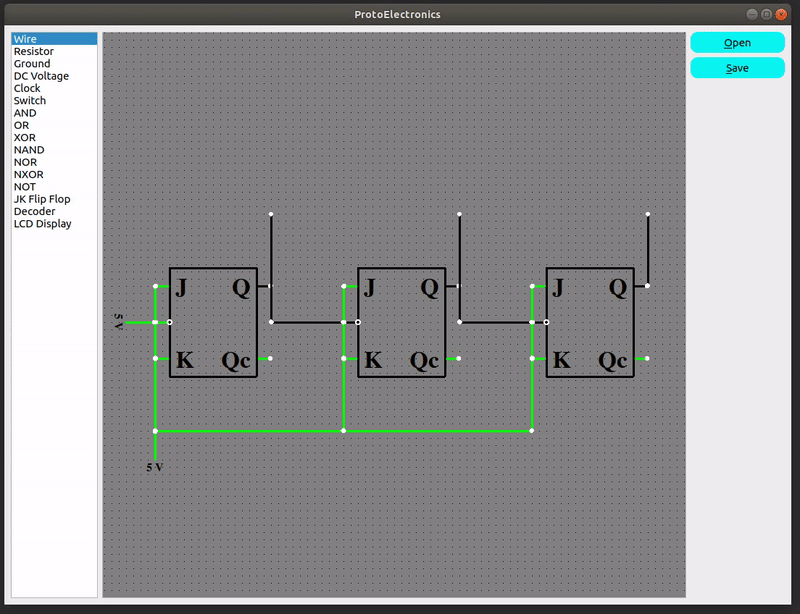 ProtoElectronics
Wire
Resistor
Ground
DC Voltage
Clock
Switch
AND
OR
XOR
NAND
NOR
NXOR
NOT
JK Flip Flop
Decoder
LCD Display
Open
Save
J Q
K Qc
J Q
K Qc
J Q
K Qc
5 V
5 V